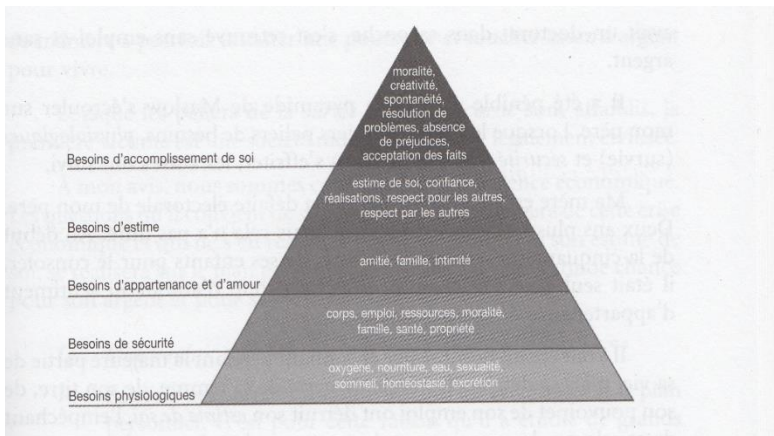 moralité,
créativité,
spontanéité,
résolution de
problèmes, absence
de préjudices,
acceptation des faits
Besoins d'accomplissement de soi
estime de soi, confiance,
réalisations, respect pour les autres,
respect par les autres
Besoins d'estime
amitié, famille, intimité
Besoins d'appartenance et d'amour
corps, emploi, ressources, moralité,
famille, santé, propriété
Besoins de sécurité
oxygène, nourriture, eau, sexualité,
sommeil, homéostasie, excrétion
Besoins physiologiques